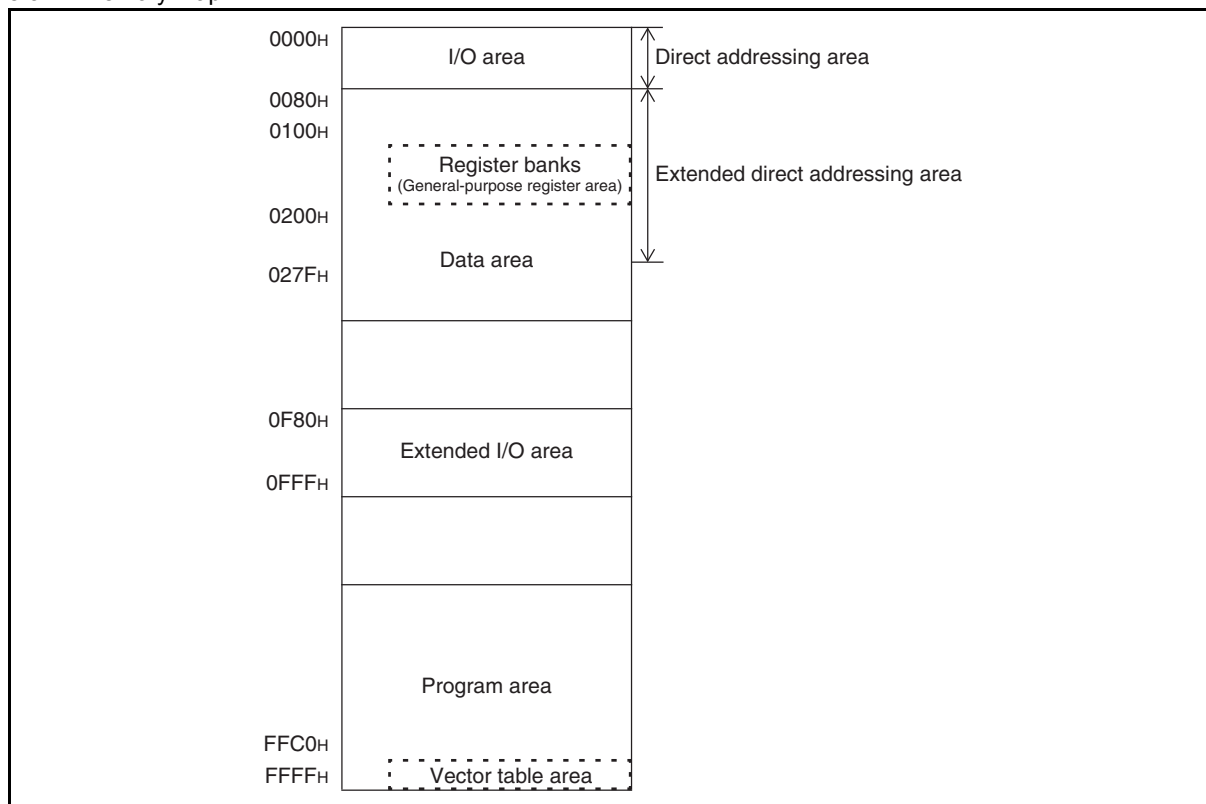 0000H
I/O area
Direct addressing area
0080H
0100H
Register banks
(General-purpose register area)
Extended direct addressing area
0200H
Data area
027FH
0F80H
Extended I/O area
0FFFH
Program area
FFC0H
FFFFH
Vector table area